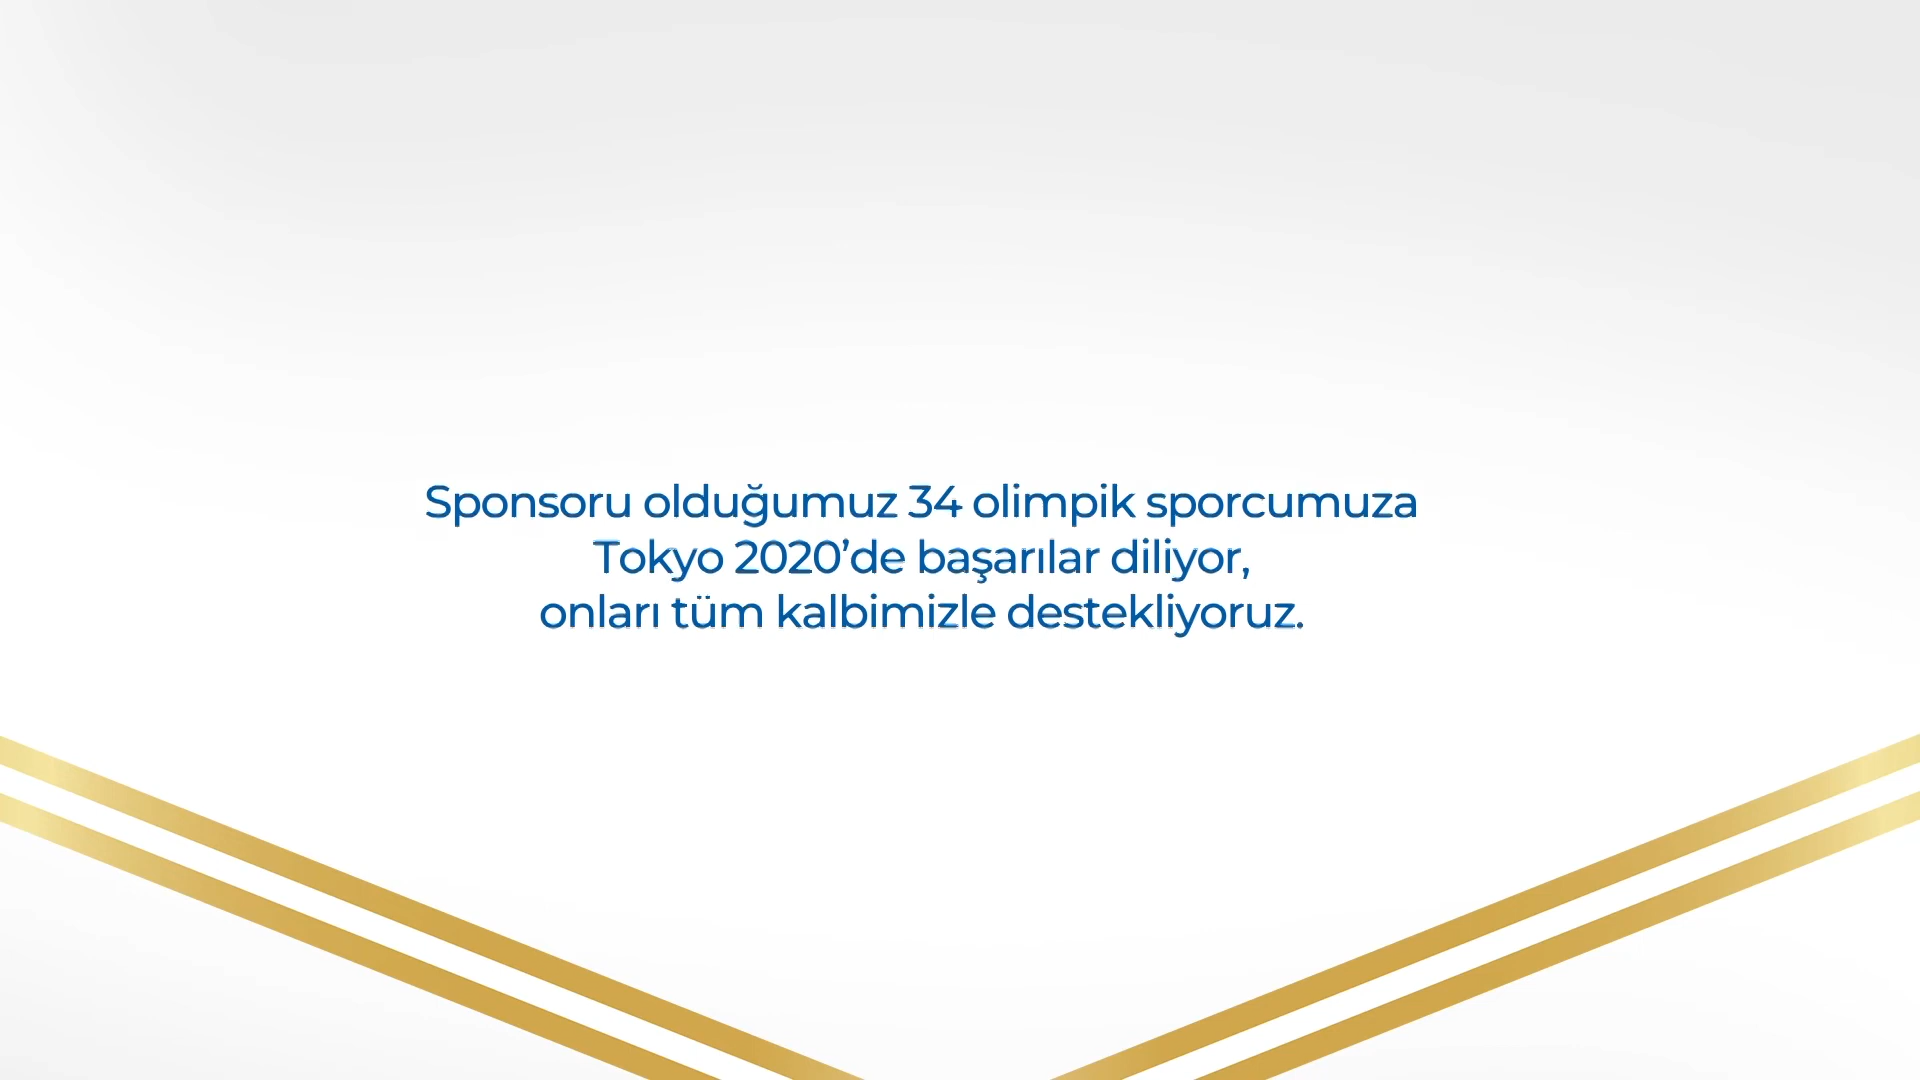 Sponsoru olduğumuz 34 olimpik sporcumuza
Tokyo 2020’de başarılar diliyor,
onları tüm kalbimizle destekliyoruz.